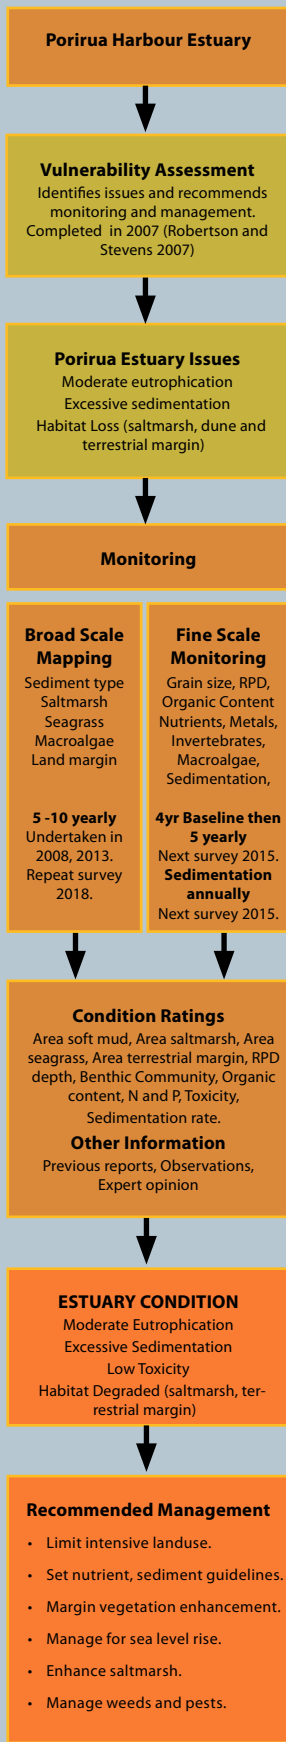 Porirua Harbour Estuary
Vulnerability Assessment
Identifies issues and recommends
monitoring and management.
Completed in 2007 (Robertson and
Stevens 2007)
Porirua Estuary Issues
Moderate eutrophication
Excessive sedimentation
Habitat Loss (saltmarsh, dune and
terrestrial margin)
Monitoring
Broad Scale
Mapping
Sediment type
Saltmarsh
Seagrass
Macroalgae
Land margin
5 -10 yearly
Undertaken in
2008, 2013.
Repeat survey
2018.
Fine Scale
Monitoring
Grain size, RPD,
Organic Content
Nutrients, Metals,
Invertebrates,
Macroalgae,
Sedimentation,
4yr Baseline then
5 yearly
Next survey 2015.
Sedimentation
annually
Next survey 2015.
Condition Ratings
Area soft mud, Area saltmarsh, Area
seagrass, Area terrestrial margin, RPD
depth, Benthic Community, Organic
content, N and P, Toxicity,
Sedimentation rate.
Other Information
Previous reports, Observations,
Expert opinion
ESTUARY CONDITION
Moderate Eutrophication
Excessive Sedimentation
Low Toxicity
Habitat Degraded (saltmarsh, ter-
restrial margin)
Recommended Management
• Limit intensive landuse.
• Set nutrient, sediment guidelines.
• Margin vegetation enhancement.
• Manage for sea level rise.
• Enhance saltmarsh.
• Manage weeds and pests.